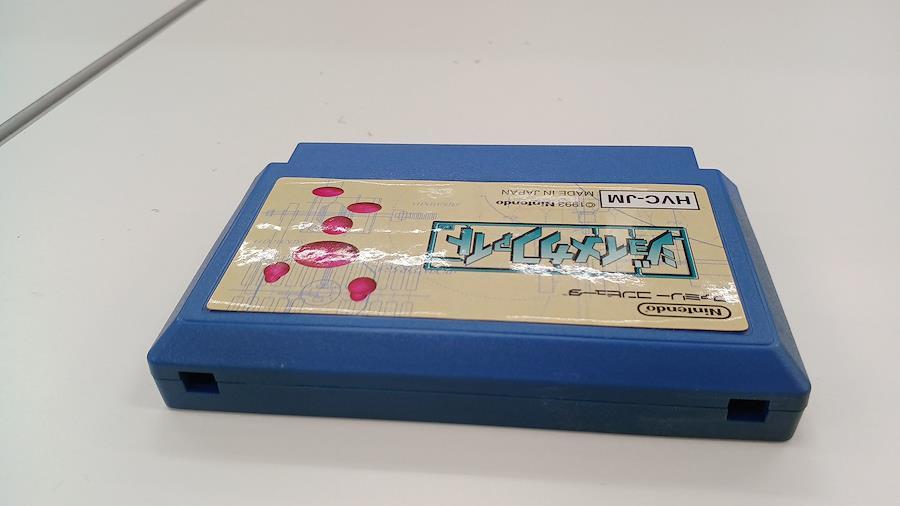 Nintendo
ファミリーコンピュータ
ジョイメカファイト
©1993 Nintendo
MADE IN JAPAN
HVC-JM